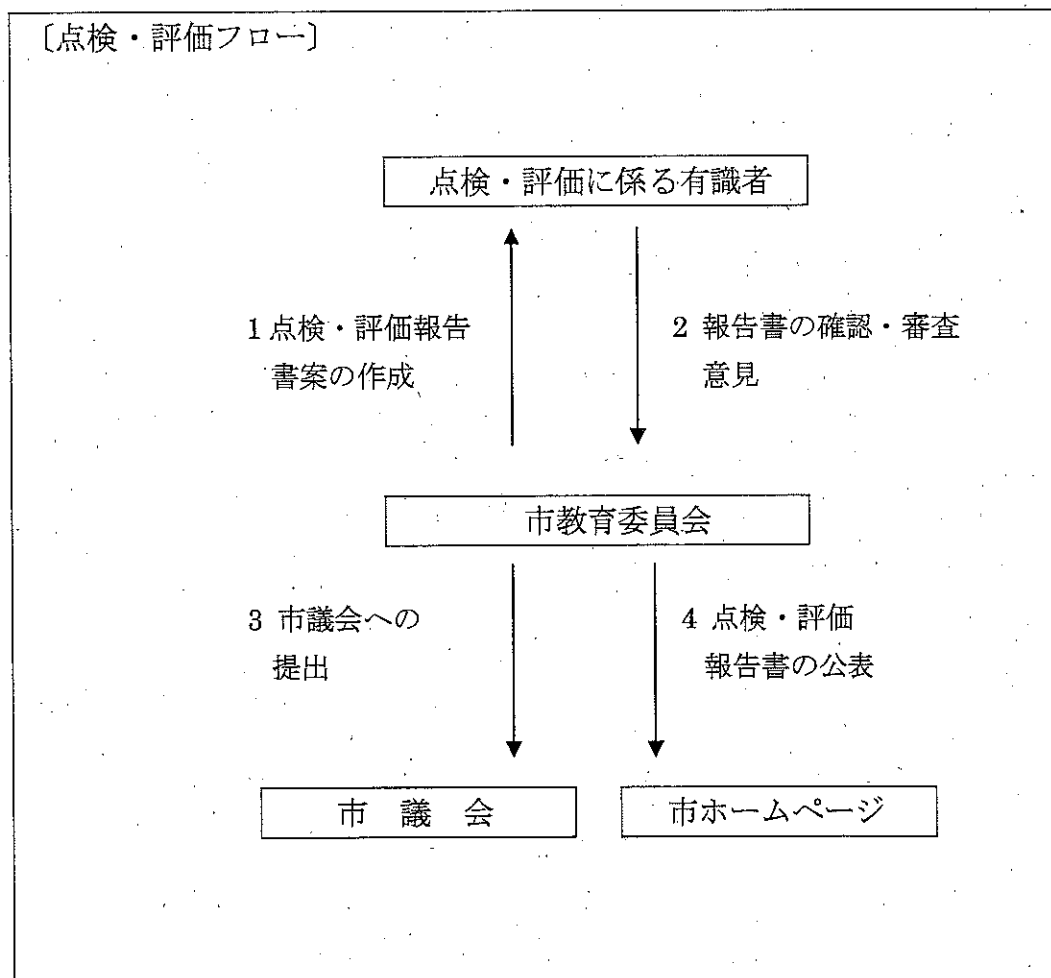 〔点検・評価フロー〕
点検・評価に係る有識者
1 点検・評価報告
書案の作成
2 報告書の確認・審査
意見
市教育委員会
3 市議会への
提出
4 点検・評価
報告書の公表
市 議 会
市ホームページ